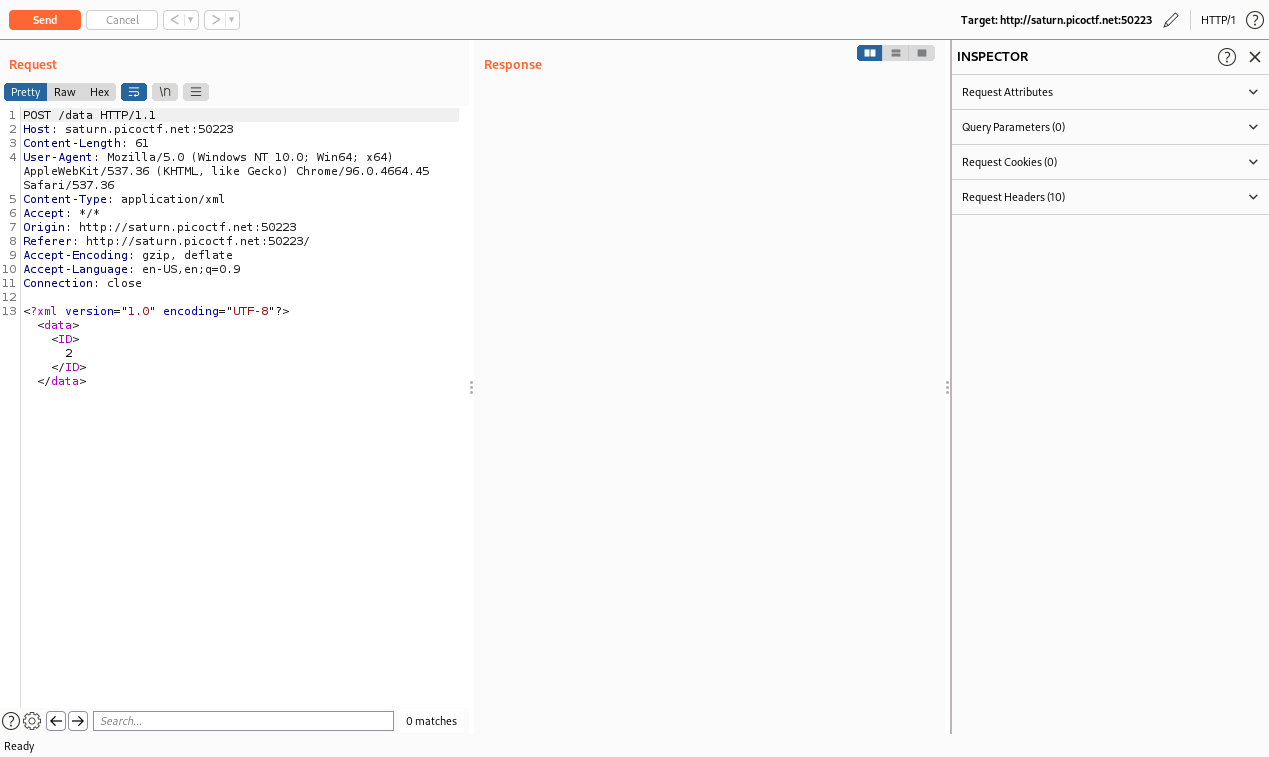 Send
Cancel
Target: http://saturn.picoctf.net:50223
HTTP/1
Request
Pretty Raw Hex \n
1 POST /data HTTP/1.1
2 Host: saturn.picoctf.net:50223
3 Content-Length: 61
4 User-Agent: Mozilla/5.0 (Windows NT 10.0; Win64; x64)
AppleWebKit/537.36 (KHTML, like Gecko) Chrome/96.0.4664.45
Safari/537.36
5 Content-Type: application/xml
6 Accept: */*
7 Origin: http://saturn.picoctf.net:50223
8 Referer: http://saturn.picoctf.net:50223/
9 Accept-Encoding: gzip, deflate
10 Accept-Language: en-US,en;q=0.9
11 Connection: close
12
13 <?xml version="1.0" encoding="UTF-8"?>
<data>
<ID>
2
</ID>
</data>
Search...
0 matches
Ready
Response
INSPECTOR
Request Attributes
Query Parameters (0)
Request Cookies (0)
Request Headers (10)